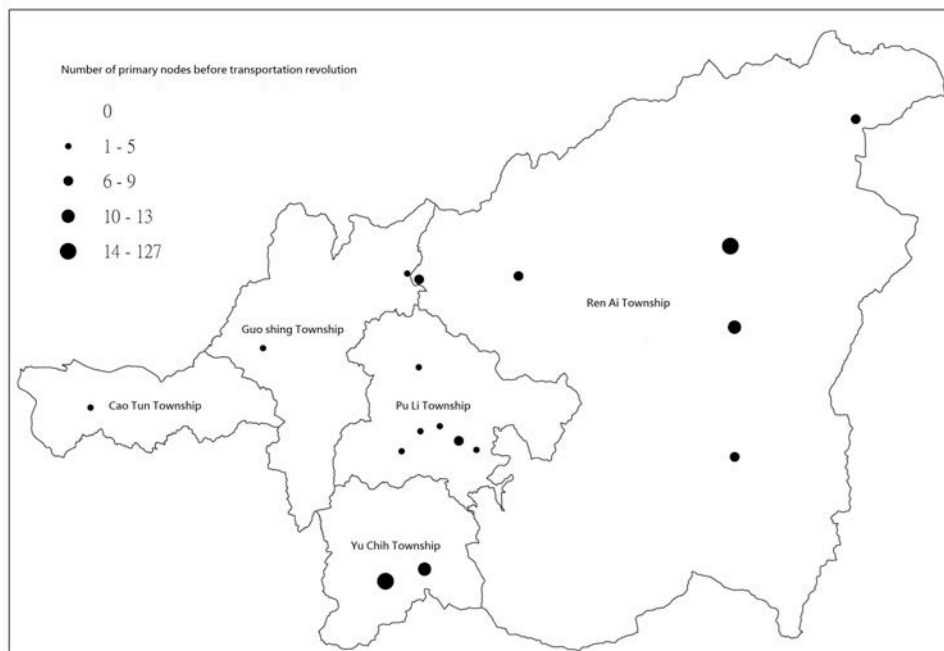 Number of primary nodes before transportation revolution
0
1 - 5
6 - 9
10 - 13
14 - 127
Ren Ai Township
Guo shing Township
Cao Tun Township
Pu Li Township
Yu Chih Township